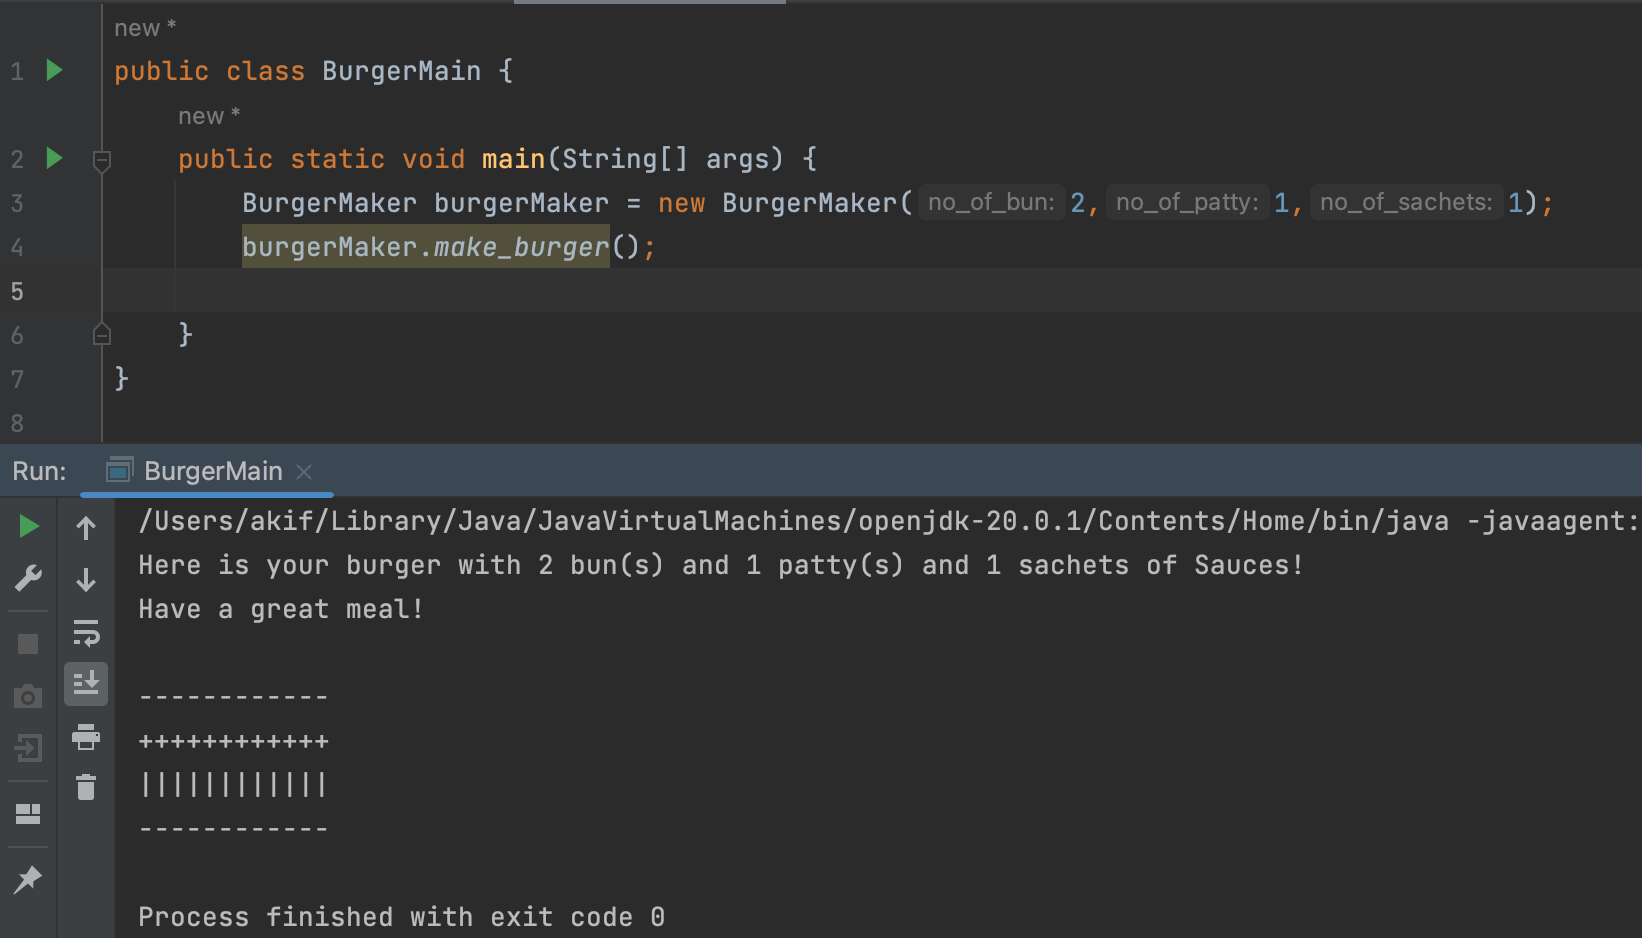 new *
1 public class BurgerMain {
new *
2 public static void main(String[] args) {
3 BurgerMaker burgerMaker = new BurgerMaker( no_of_bun: 2, no_of_patty: 1, no_of_sachets: 1);
4 burgerMaker.make_burger();
5
6 }
7 }
8
Run: BurgerMain ×
/Users/akif/Library/Java/JavaVirtualMachines/openjdk-20.0.1/Contents/Home/bin/java -javaagent:
Here is your burger with 2 bun(s) and 1 patty(s) and 1 sachets of Sauces!
Have a great meal!
------------
++++++++++++
||||||||||||
------------
Process finished with exit code 0